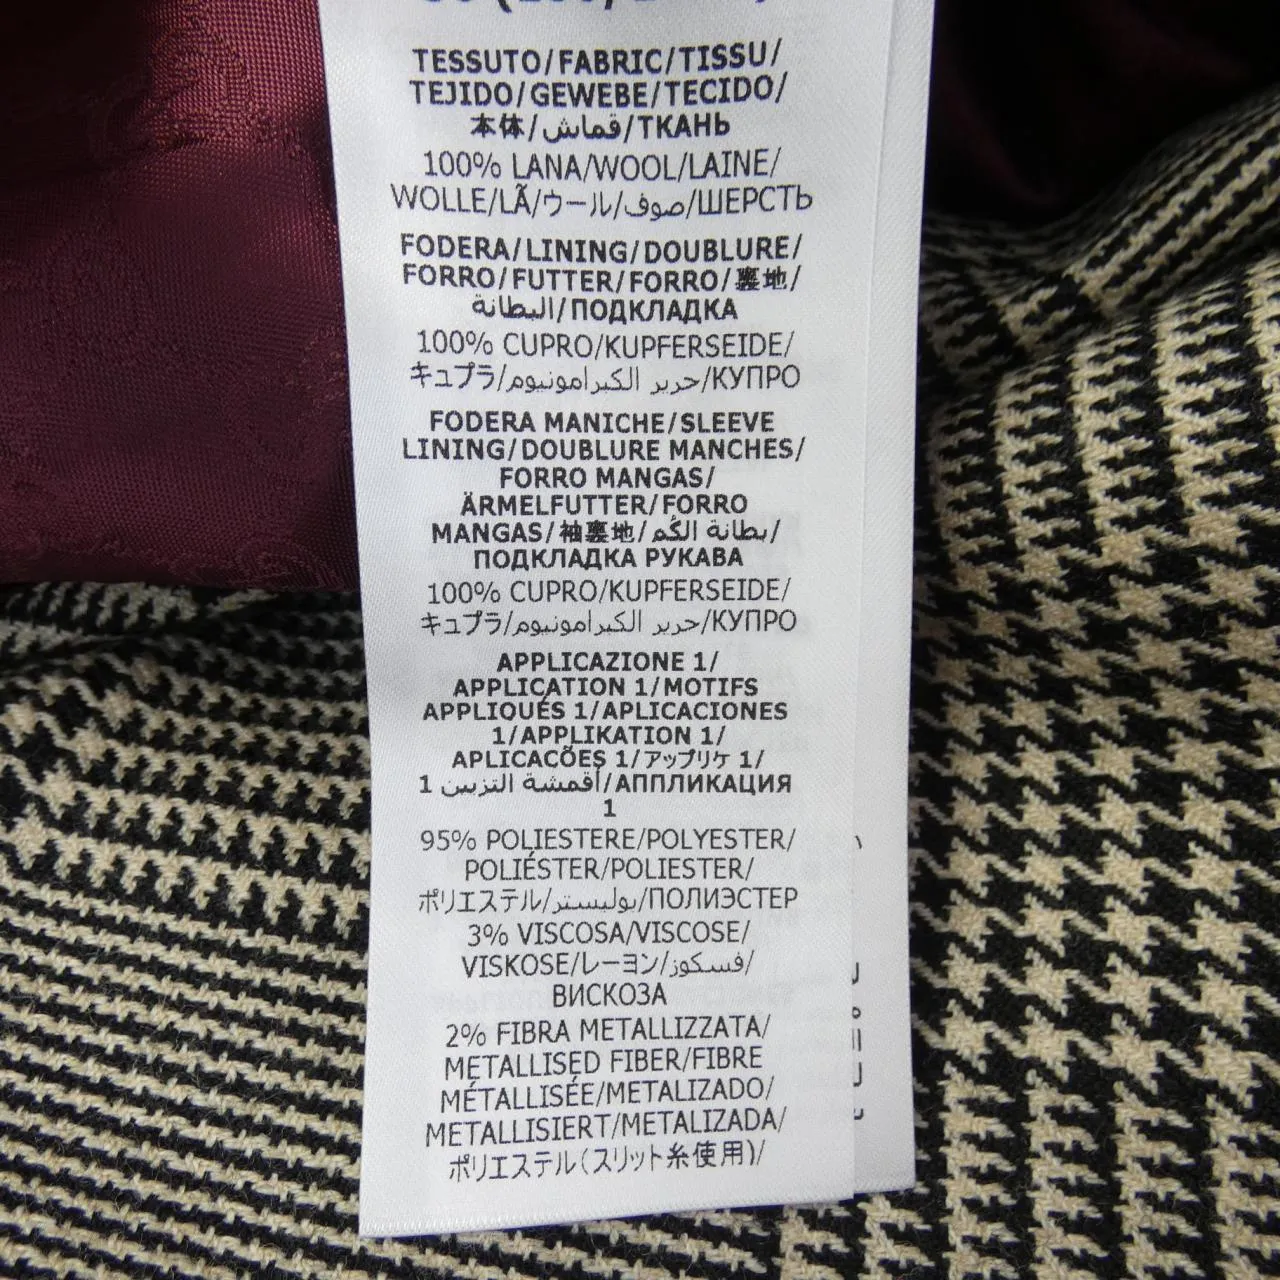 TESSUTO/FABRIC/TISSU/
TEJIDO/GEWEBE/TECIDO/
本体/قماش/ТКАНЬ
100% LANA/WOOL/LAINE/
WOLLE/LÃ/ウール/صوف/ШЕРСТЬ
FODERA/LINING/DOUBLURE/
FORRO/FUTTER/FORRO/裏地/
البطانة/ПОДКЛАДКА
100% CUPRO/KUPFERSEIDE/
キュプラ/حرير الكبرامونيوم/КУПРО
FODERA MANICHE/SLEEVE
LINING/DOUBLURE MANCHES/
FORRO MANGAS/
ÄRMELFUTTER/FORRO
MANGAS/袖裏地/بطانة الكُم/
ПОДКЛАДКА РУКАВА
100% CUPRO/KUPFERSEIDE/
キュプラ/حرير الكبرامونيوم/КУПРО
APPLICAZIONE 1/
APPLICATION 1/MOTIFS
APPLIQUÉS 1/APLICACIONES
1/APPLIKATION 1/
APLICACÕES 1/アップリケ 1/
أقمشة التزيين 1/АППЛИКАЦИЯ
1
95% POLIESTERE/POLYESTER/
POLIÉSTER/POLIESTER/
ポリエステル/بوليستر/ПОЛИЭСТЕР
3% VISCOSA/VISCOSE/
VISKOSE/レーヨン/فسكوز/
ВИСКОЗА
2% FIBRA METALLIZZATA/
METALLISED FIBER/FIBRE
MÉTALLISÉE/METALIZADO/
METALLISIERT/METALIZADA/
ポリエステル(スリット糸使用)/